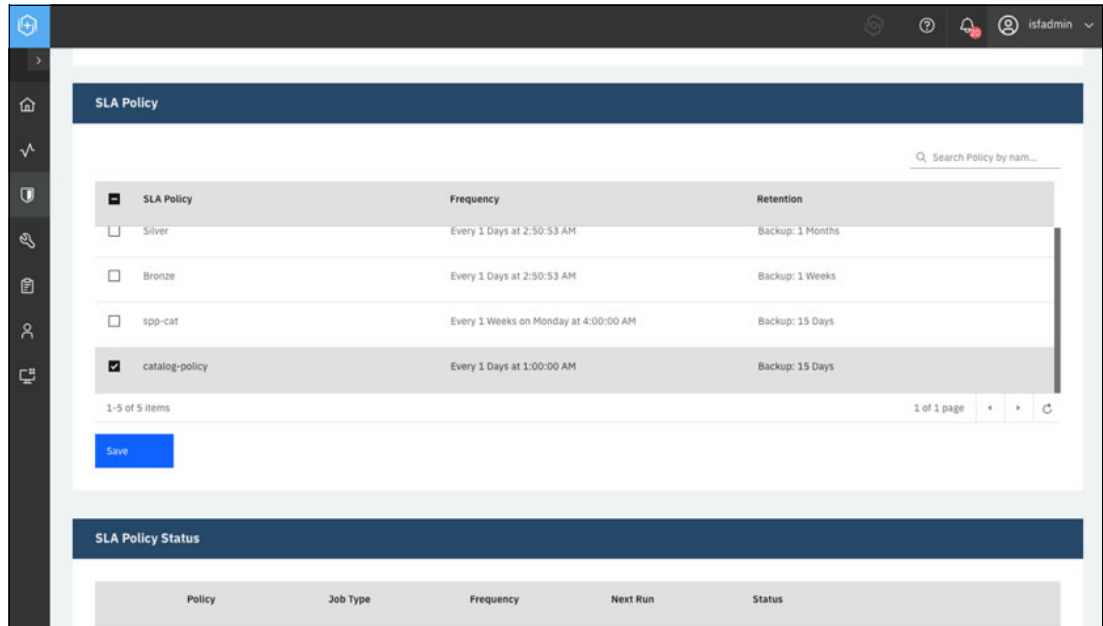 20 isfadmin
SLA Policy
Search Policy by nam...
SLA Policy Frequency Retention
Silver Every 1 Days at 2:50:53 AM Backup: 1 Months
Bronze Every 1 Days at 2:50:53 AM Backup: 1 Weeks
spp-cat Every 1 Weeks on Monday at 4:00:00 AM Backup: 15 Days
catalog-policy Every 1 Days at 1:00:00 AM Backup: 15 Days
1-5 of 5 items 1 of 1 page
Save
SLA Policy Status
Policy Job Type Frequency Next Run Status